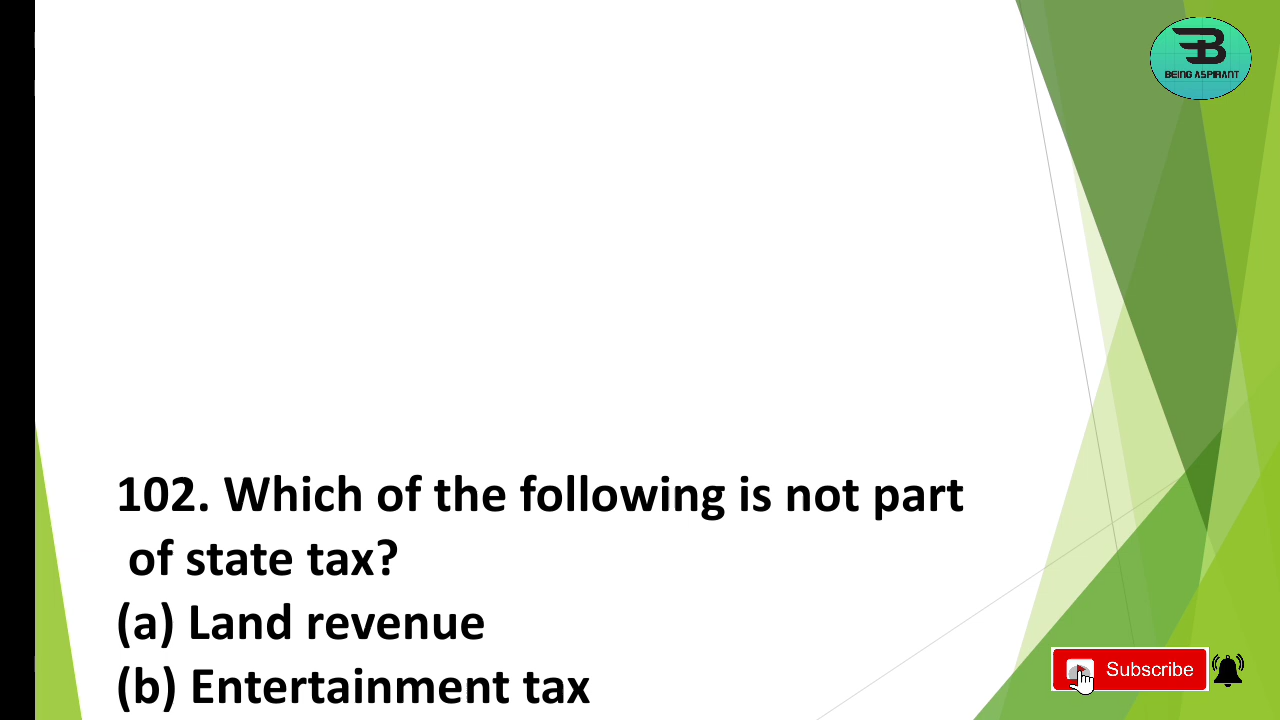 BEING ASPIRANT
102. Which of the following is not part
of state tax?
(a) Land revenue
(b) Entertainment tax
Subscribe